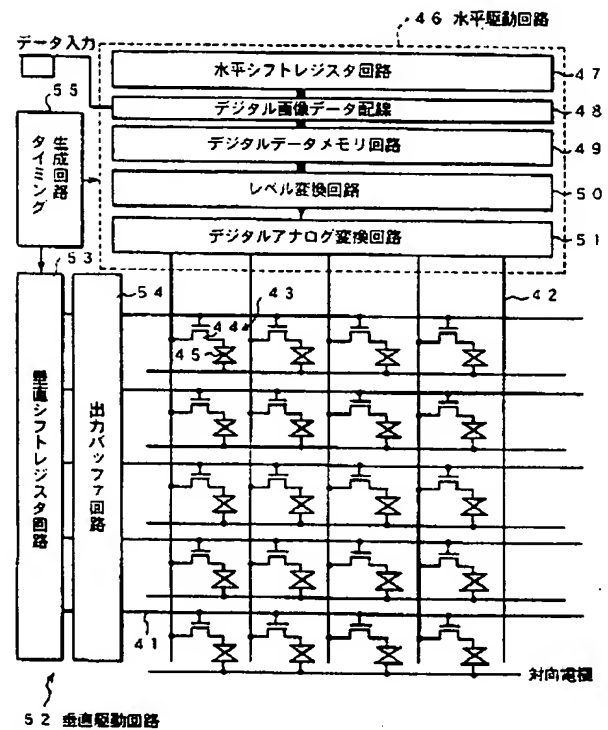 46 水平駆動回路
データ入力
水平シフトレジスタ回路
47
55
デジタル画像データ配線
48
生成回路
タイミング
デジタルデータメモリ回路
49
レベル変換回路
50
デジタルアナログ変換回路
51
53
54
43
42
44
45
垂直シフトレジスタ回路
出力バッファ回路
41
対向電極
52 垂直駆動回路